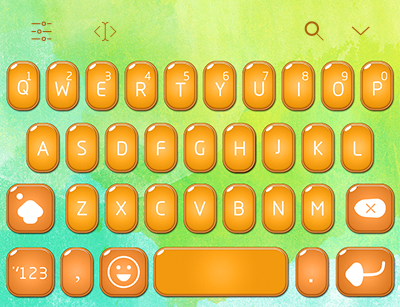 1 2 3 4 5 6 7 8 9 0
Q W E R T Y U I O P
A S D F G H J K L
Z X C V B N M
'"123 , .